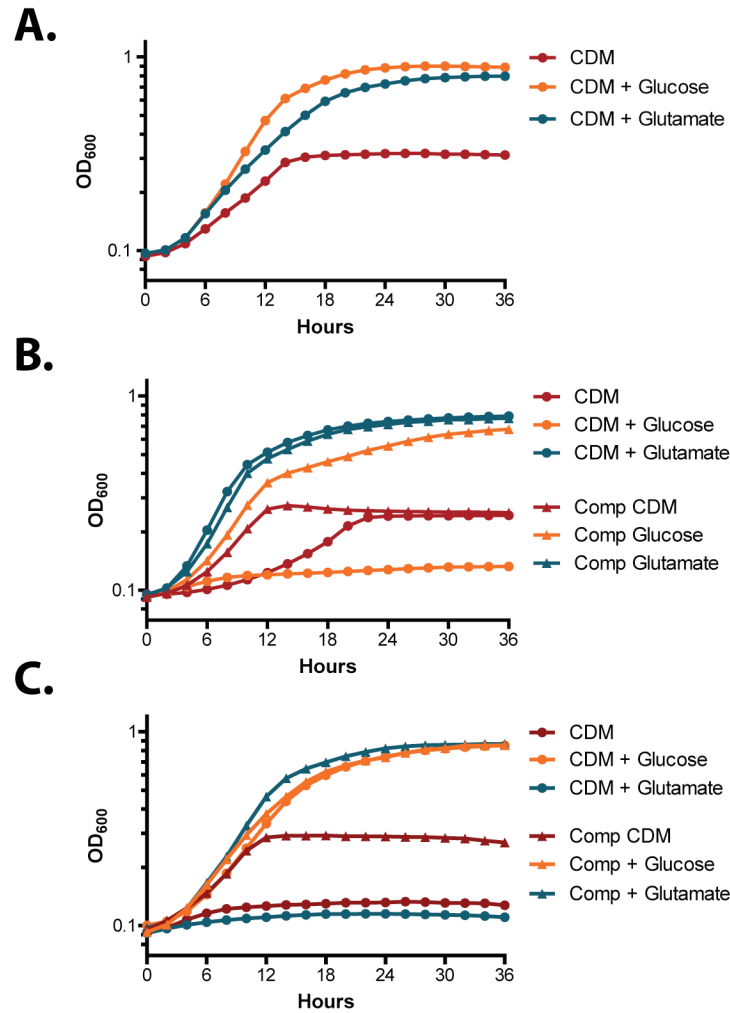 A.
1
0.1
OD600
0 6 12 18 24 30 36
Hours
CDM
CDM + Glucose
CDM + Glutamate
B.
1
0.1
OD600
0 6 12 18 24 30 36
Hours
CDM
CDM + Glucose
CDM + Glutamate
Comp CDM
Comp Glucose
Comp Glutamate
C.
1
0.1
OD600
0 6 12 18 24 30 36
Hours
CDM
CDM + Glucose
CDM + Glutamate
Comp CDM
Comp + Glucose
Comp + Glutamate